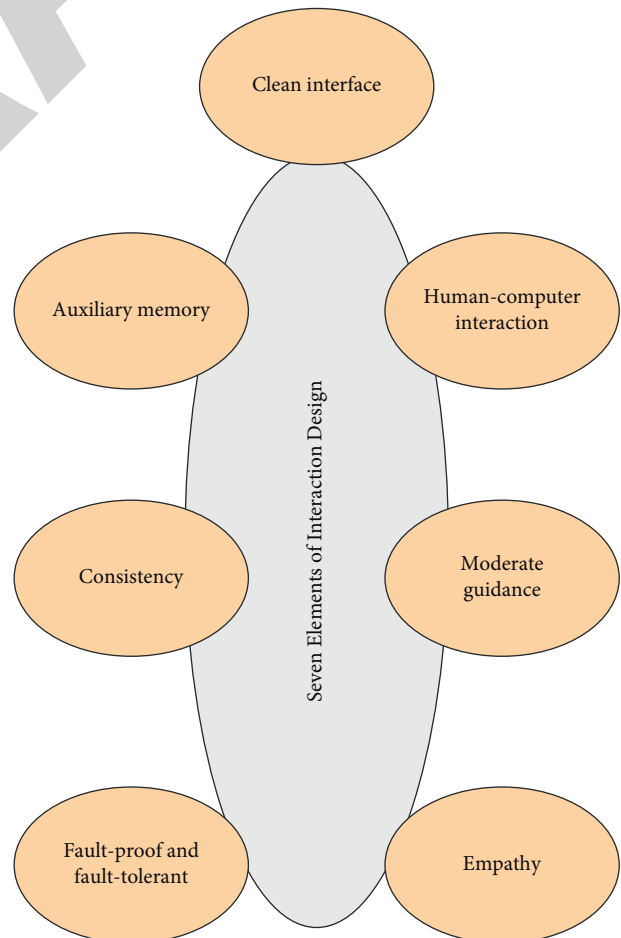 Clean interface
Auxiliary memory
Human-computer
interaction
Seven Elements of Interaction Design
Consistency
Moderate
guidance
Fault-proof and
fault-tolerant
Empathy